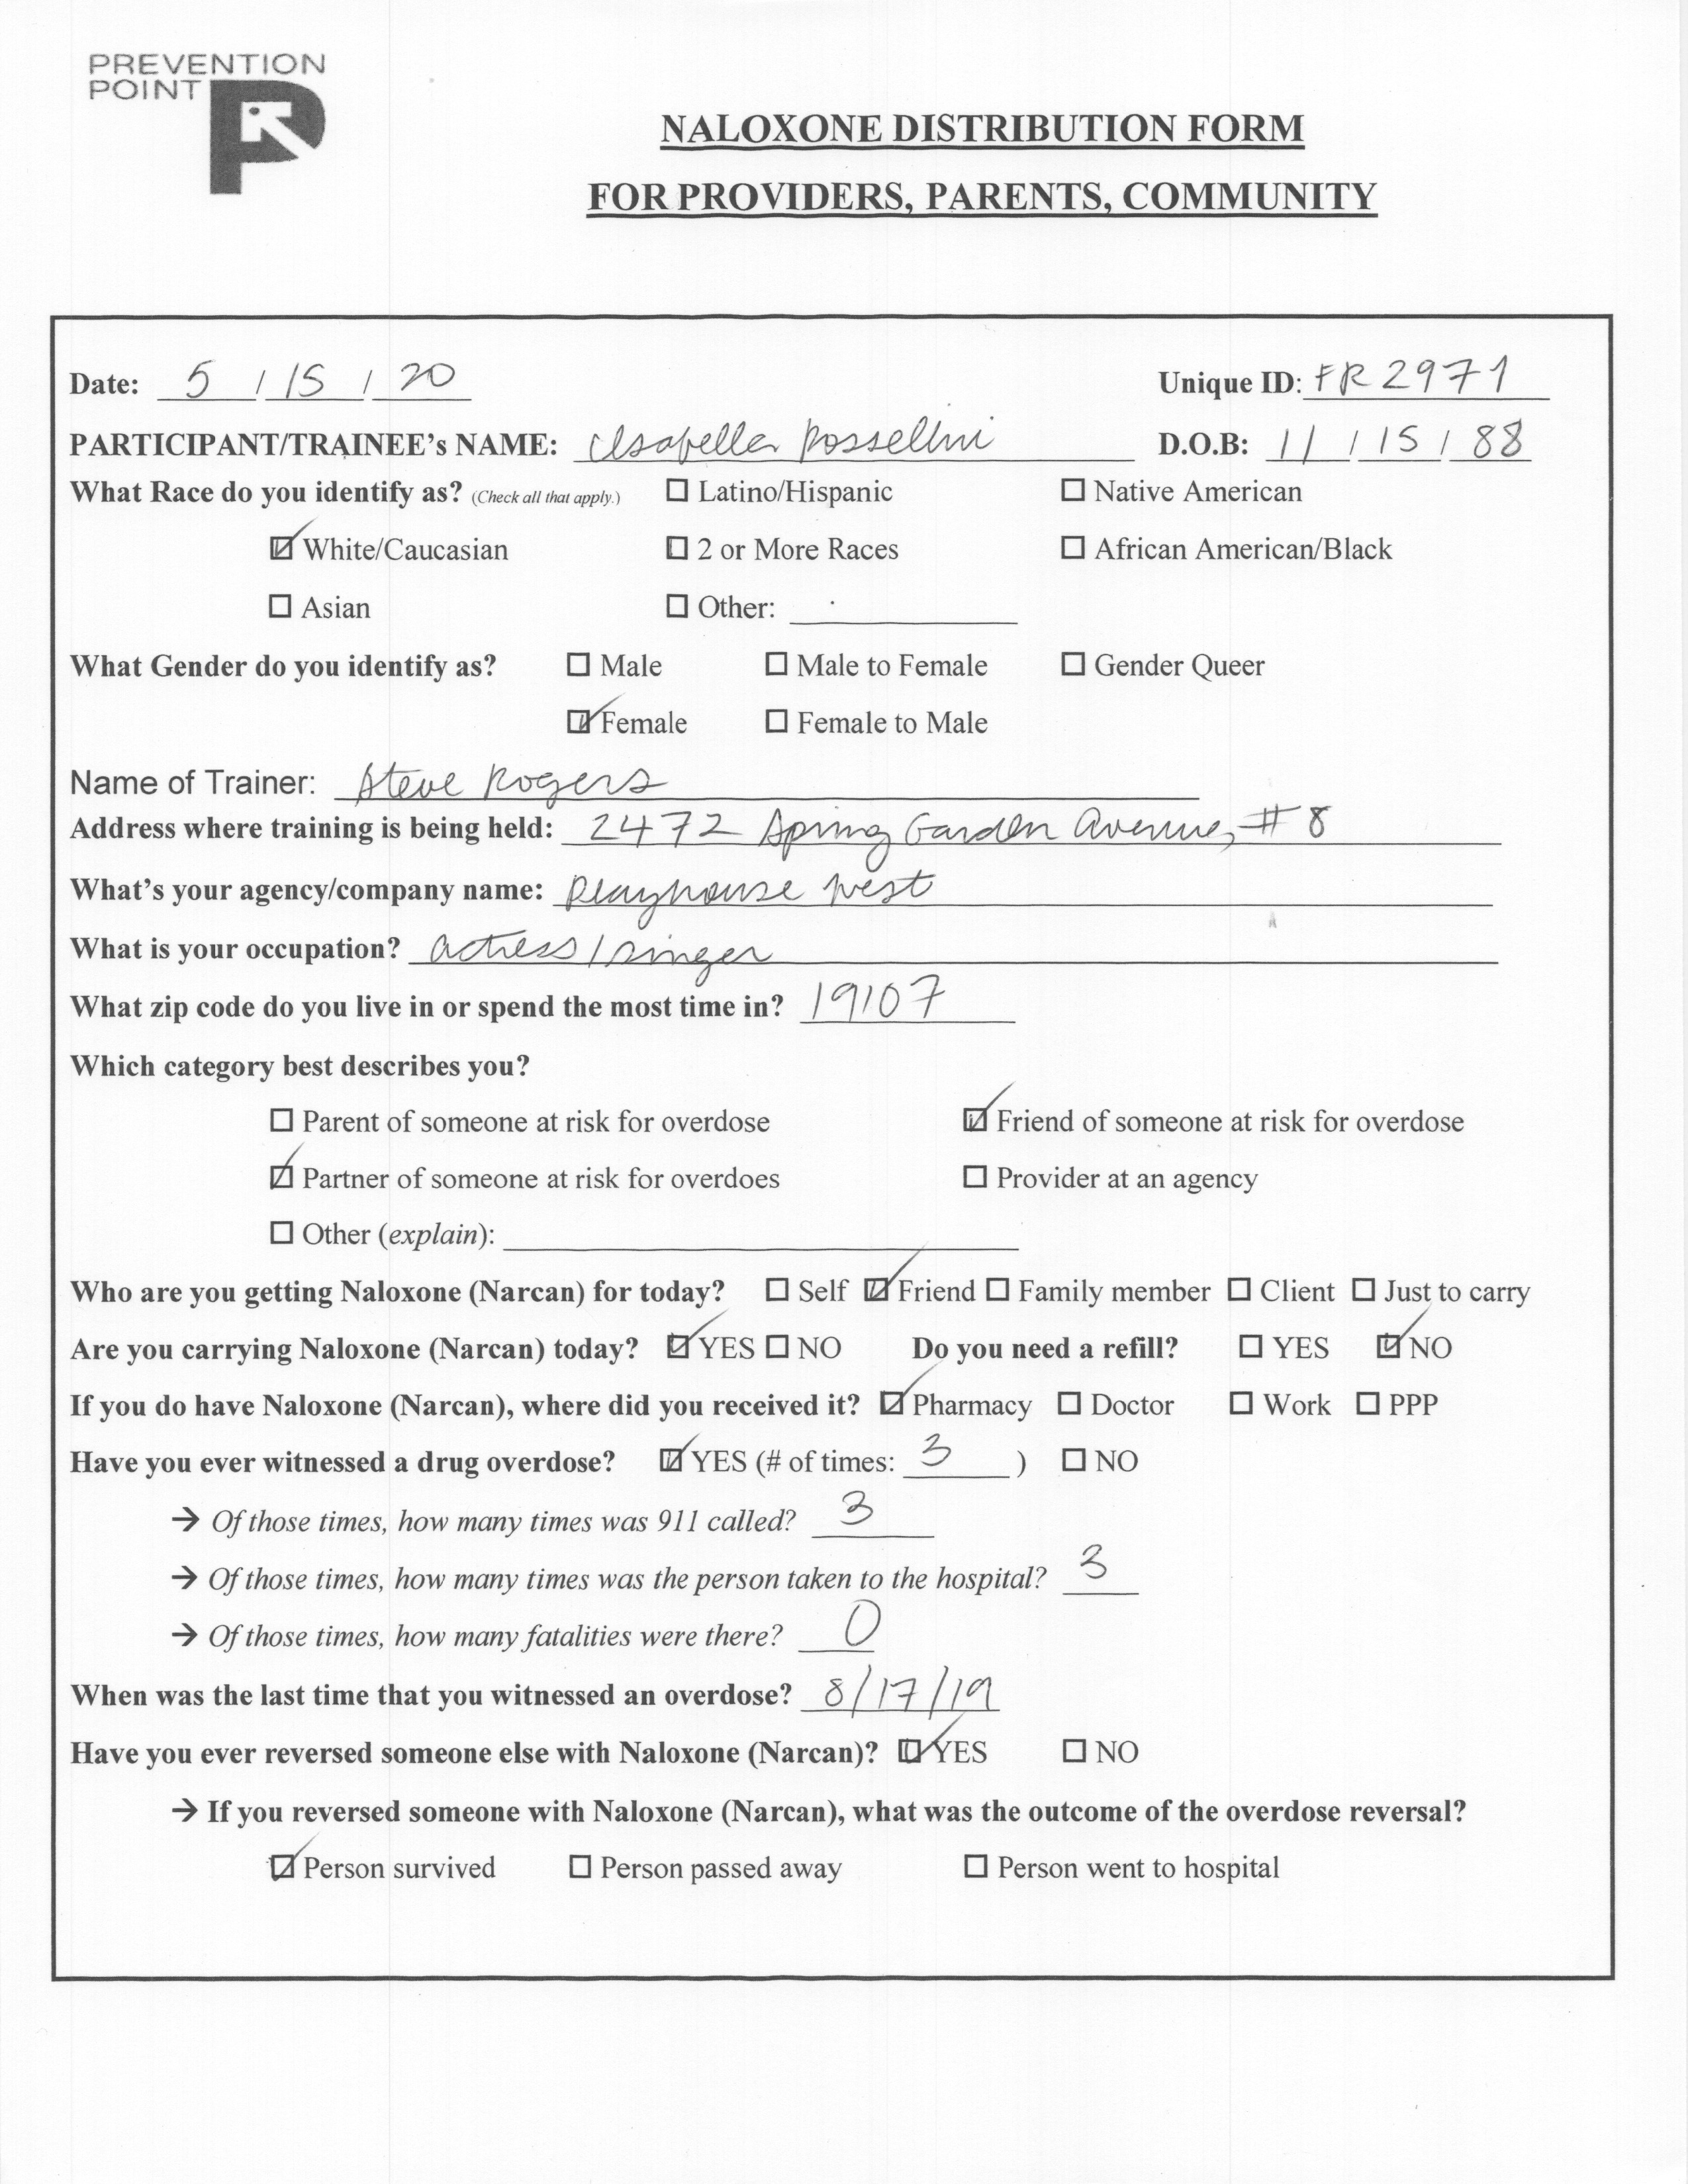 PREVENTION
POINT
NALOXONE DISTRIBUTION FORM
FOR PROVIDERS, PARENTS, COMMUNITY
Date: 5 / 15 / 20 Unique ID: FR 2971
PARTICIPANT/TRAINEE's NAME: Isabella Rossellini D.O.B: 11 / 15 / 88
What Race do you identify as? (Check all that apply.) ☐ Latino/Hispanic ☐ Native American
☑ White/Caucasian ☐ 2 or More Races ☐ African American/Black
☐ Asian ☐ Other:
What Gender do you identify as? ☐ Male ☐ Male to Female ☐ Gender Queer
☑ Female ☐ Female to Male
Name of Trainer: Steve Rogers
Address where training is being held: 2472 Spring Garden Avenue, #8
What's your agency/company name: Playhouse West
What is your occupation? actress/singer
What zip code do you live in or spend the most time in? 19107
Which category best describes you?
☐ Parent of someone at risk for overdose ☑ Friend of someone at risk for overdose
☑ Partner of someone at risk for overdoes ☐ Provider at an agency
☐ Other (explain):
Who are you getting Naloxone (Narcan) for today? ☐ Self ☑ Friend ☐ Family member ☐ Client ☐ Just to carry
Are you carrying Naloxone (Narcan) today? ☑ YES ☐ NO Do you need a refill? ☐ YES ☑ NO
If you do have Naloxone (Narcan), where did you received it? ☑ Pharmacy ☐ Doctor ☐ Work ☐ PPP
Have you ever witnessed a drug overdose? ☑ YES (# of times: 3 ) ☐ NO
→ Of those times, how many times was 911 called? 3
→ Of those times, how many times was the person taken to the hospital? 3
→ Of those times, how many fatalities were there? 0
When was the last time that you witnessed an overdose? 8/17/19
Have you ever reversed someone else with Naloxone (Narcan)? ☑ YES ☐ NO
→ If you reversed someone with Naloxone (Narcan), what was the outcome of the overdose reversal?
☑ Person survived ☐ Person passed away ☐ Person went to hospital